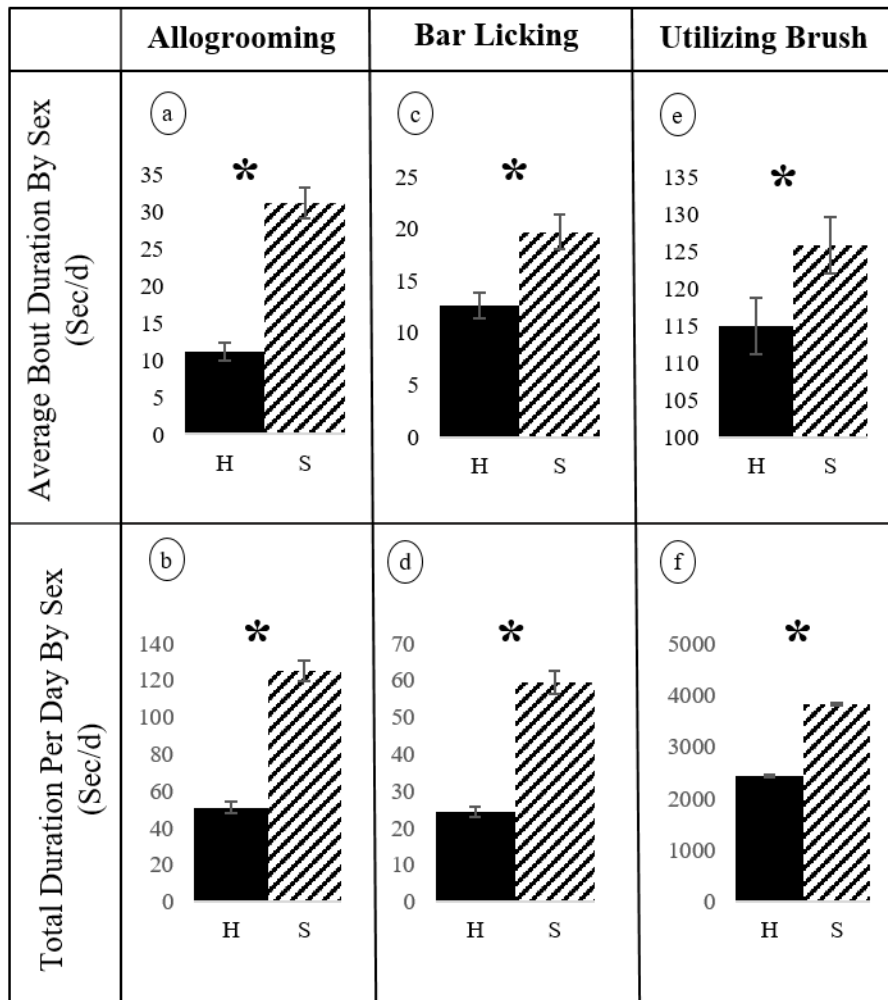 Allogrooming
Bar Licking
Utilizing Brush
Average Bout Duration By Sex
(Sec/d)
a
*
35
30
25
20
15
10
5
0
H S
c
*
25
20
15
10
5
0
H S
e
*
135
130
125
120
115
110
105
100
H S
Total Duration Per Day By Sex
(Sec/d)
b
*
140
120
100
80
60
40
20
0
H S
d
*
70
60
50
40
30
20
10
0
H S
f
*
5000
4000
3000
2000
1000
0
H S